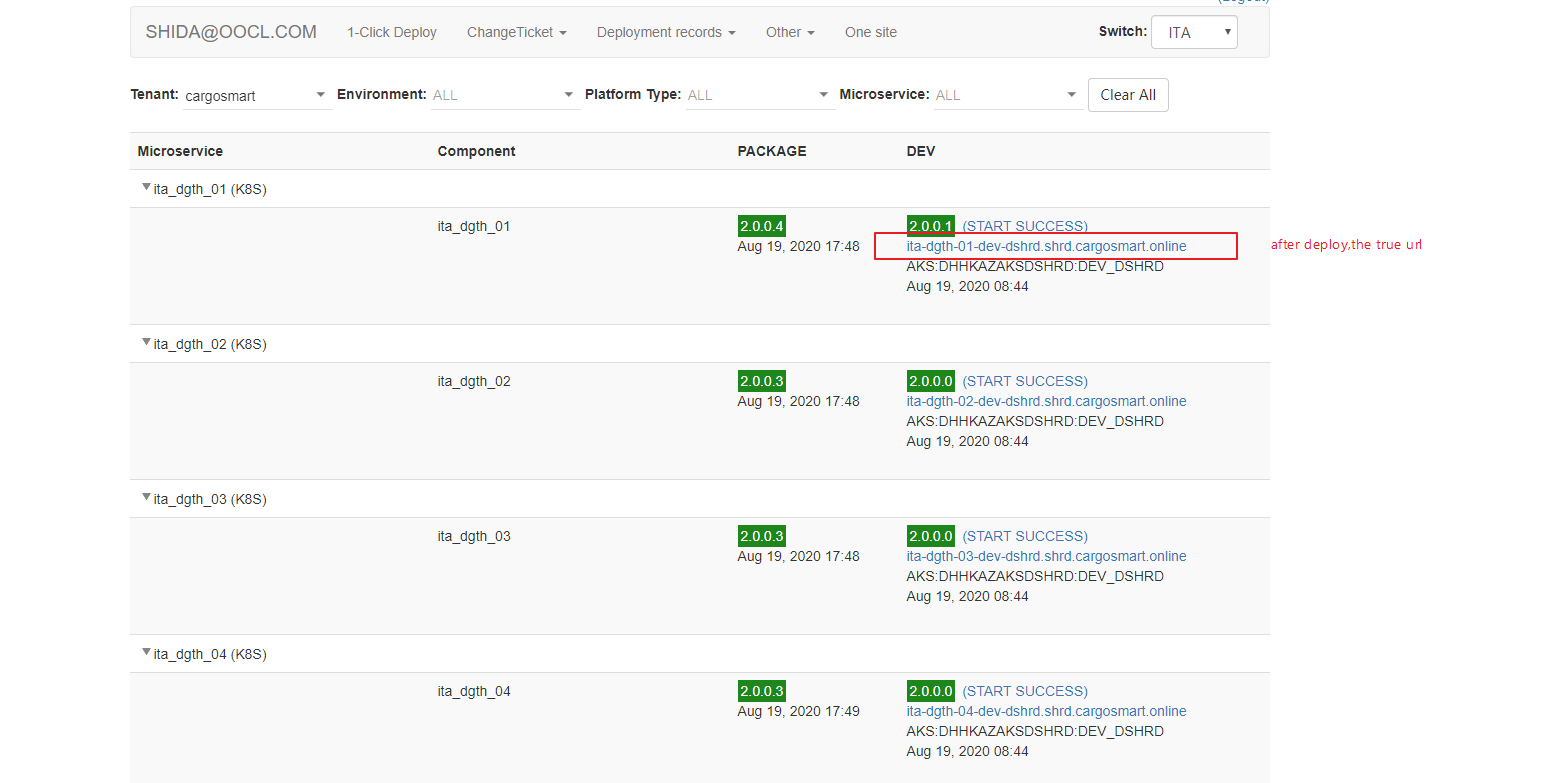 (Logout)
SHIDA@OOCL.COM 1-Click Deploy ChangeTicket Deployment records Other One site Switch: ITA
Tenant: cargosmart Environment: ALL Platform Type: ALL Microservice: ALL Clear All
Microservice Component PACKAGE DEV
ita_dgth_01 (K8S)
ita_dgth_01 2.0.0.4 2.0.0.1 (START SUCCESS)
Aug 19, 2020 17:48 ita-dgth-01-dev-dshrd.shrd.cargosmart.online after deploy,the true url
AKS:DHHKAZAKSDSHRD:DEV_DSHRD
Aug 19, 2020 08:44
ita_dgth_02 (K8S)
ita_dgth_02 2.0.0.3 2.0.0.0 (START SUCCESS)
Aug 19, 2020 17:48 ita-dgth-02-dev-dshrd.shrd.cargosmart.online
AKS:DHHKAZAKSDSHRD:DEV_DSHRD
Aug 19, 2020 08:44
ita_dgth_03 (K8S)
ita_dgth_03 2.0.0.3 2.0.0.0 (START SUCCESS)
Aug 19, 2020 17:48 ita-dgth-03-dev-dshrd.shrd.cargosmart.online
AKS:DHHKAZAKSDSHRD:DEV_DSHRD
Aug 19, 2020 08:44
ita_dgth_04 (K8S)
ita_dgth_04 2.0.0.3 2.0.0.0 (START SUCCESS)
Aug 19, 2020 17:49 ita-dgth-04-dev-dshrd.shrd.cargosmart.online
AKS:DHHKAZAKSDSHRD:DEV_DSHRD
Aug 19, 2020 08:44